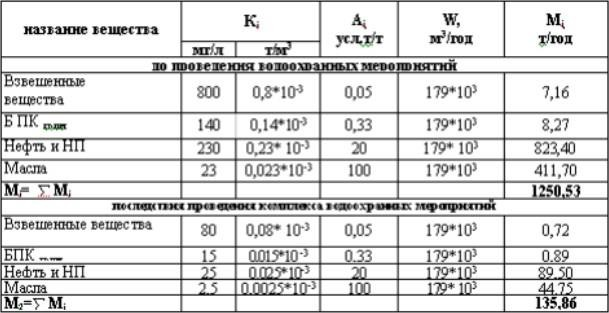 название вещества Kᵢ Aᵢ W, Mᵢ
усл.т/т м³/год т/год
мг/л т/м³
до проведения водоохранных мероприятий
Взвешенные вещества 800 0,8*10⁻³ 0,05 179*10³ 7,16
Б ПК 140 0,14*10⁻³ 0,33 179*10³ 8,27
Нефть и НП 230 0,23* 10⁻³ 20 179* 10³ 823,40
Масла 23 0,023*10⁻³ 100 179*10³ 411,70
Mᵢ= ∑ Mᵢ 1250,53
последствия проведения комплекса водоохранных мероприятий
Взвешенные вещества 80 0,08* 10⁻³ 0,05 179*10³ 0,72
БПК 15 0.015*10⁻³ 0.33 179*10³ 0.89
Нефть и НП 25 0.025*10⁻³ 20 179*10³ 89.50
Масла 2.5 0.0025*10⁻³ 100 179* 10³ 44.75
M₂=∑ Mᵢ 135,86